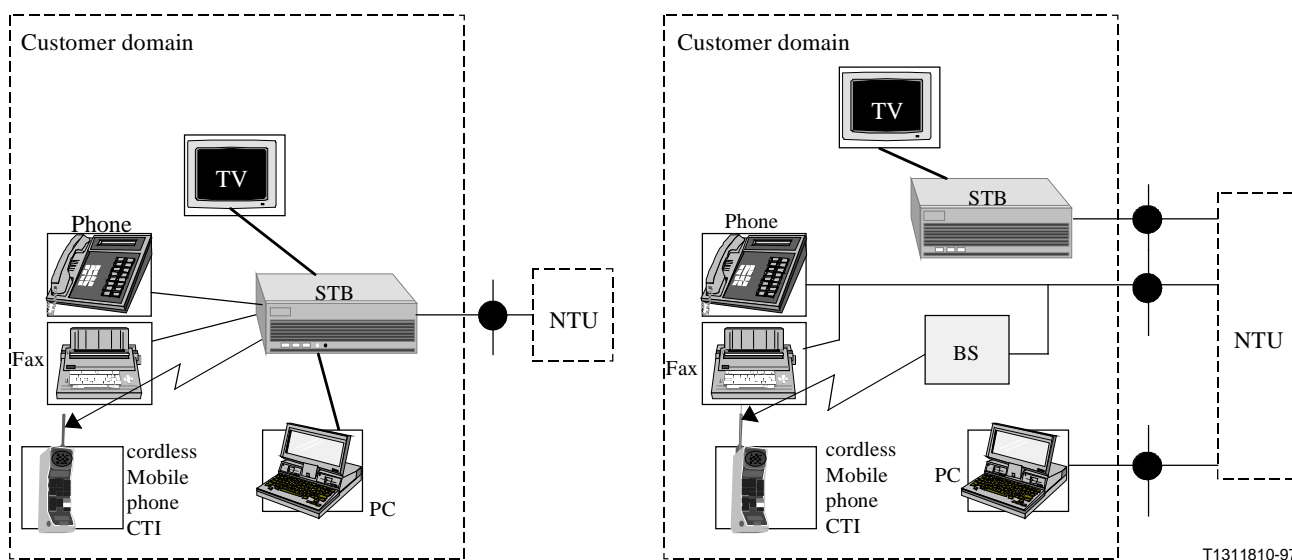 Customer domain
TV
Phone
STB
NTU
Fax
cordless
Mobile
phone
CTI
PC
Customer domain
TV
STB
Phone
NTU
BS
Fax
cordless
Mobile
phone
CTI
PC
T1311810-97